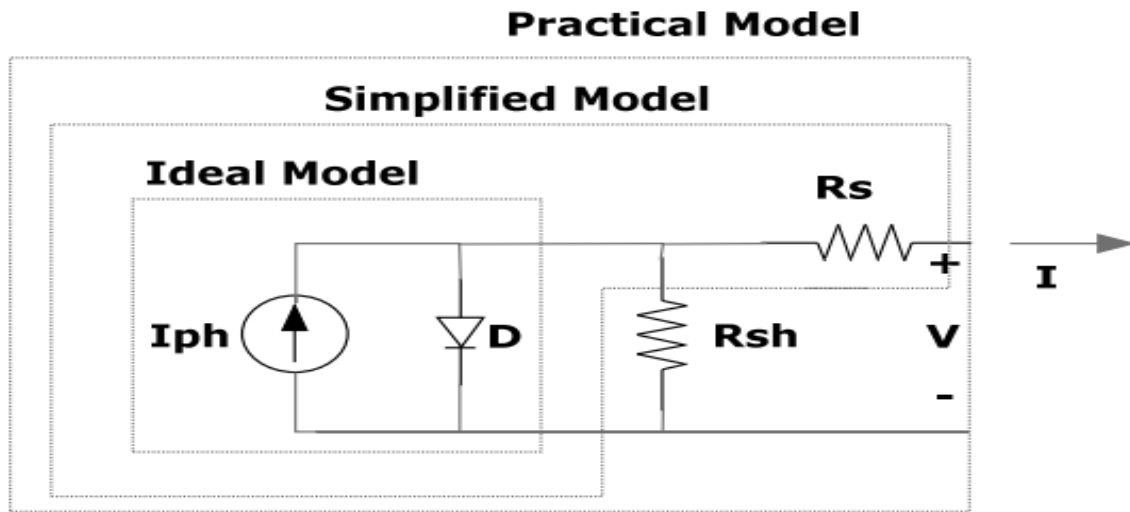 Practical Model
Simplified Model
Ideal Model
Rs
+
I
Iph
D
Rsh
V
-